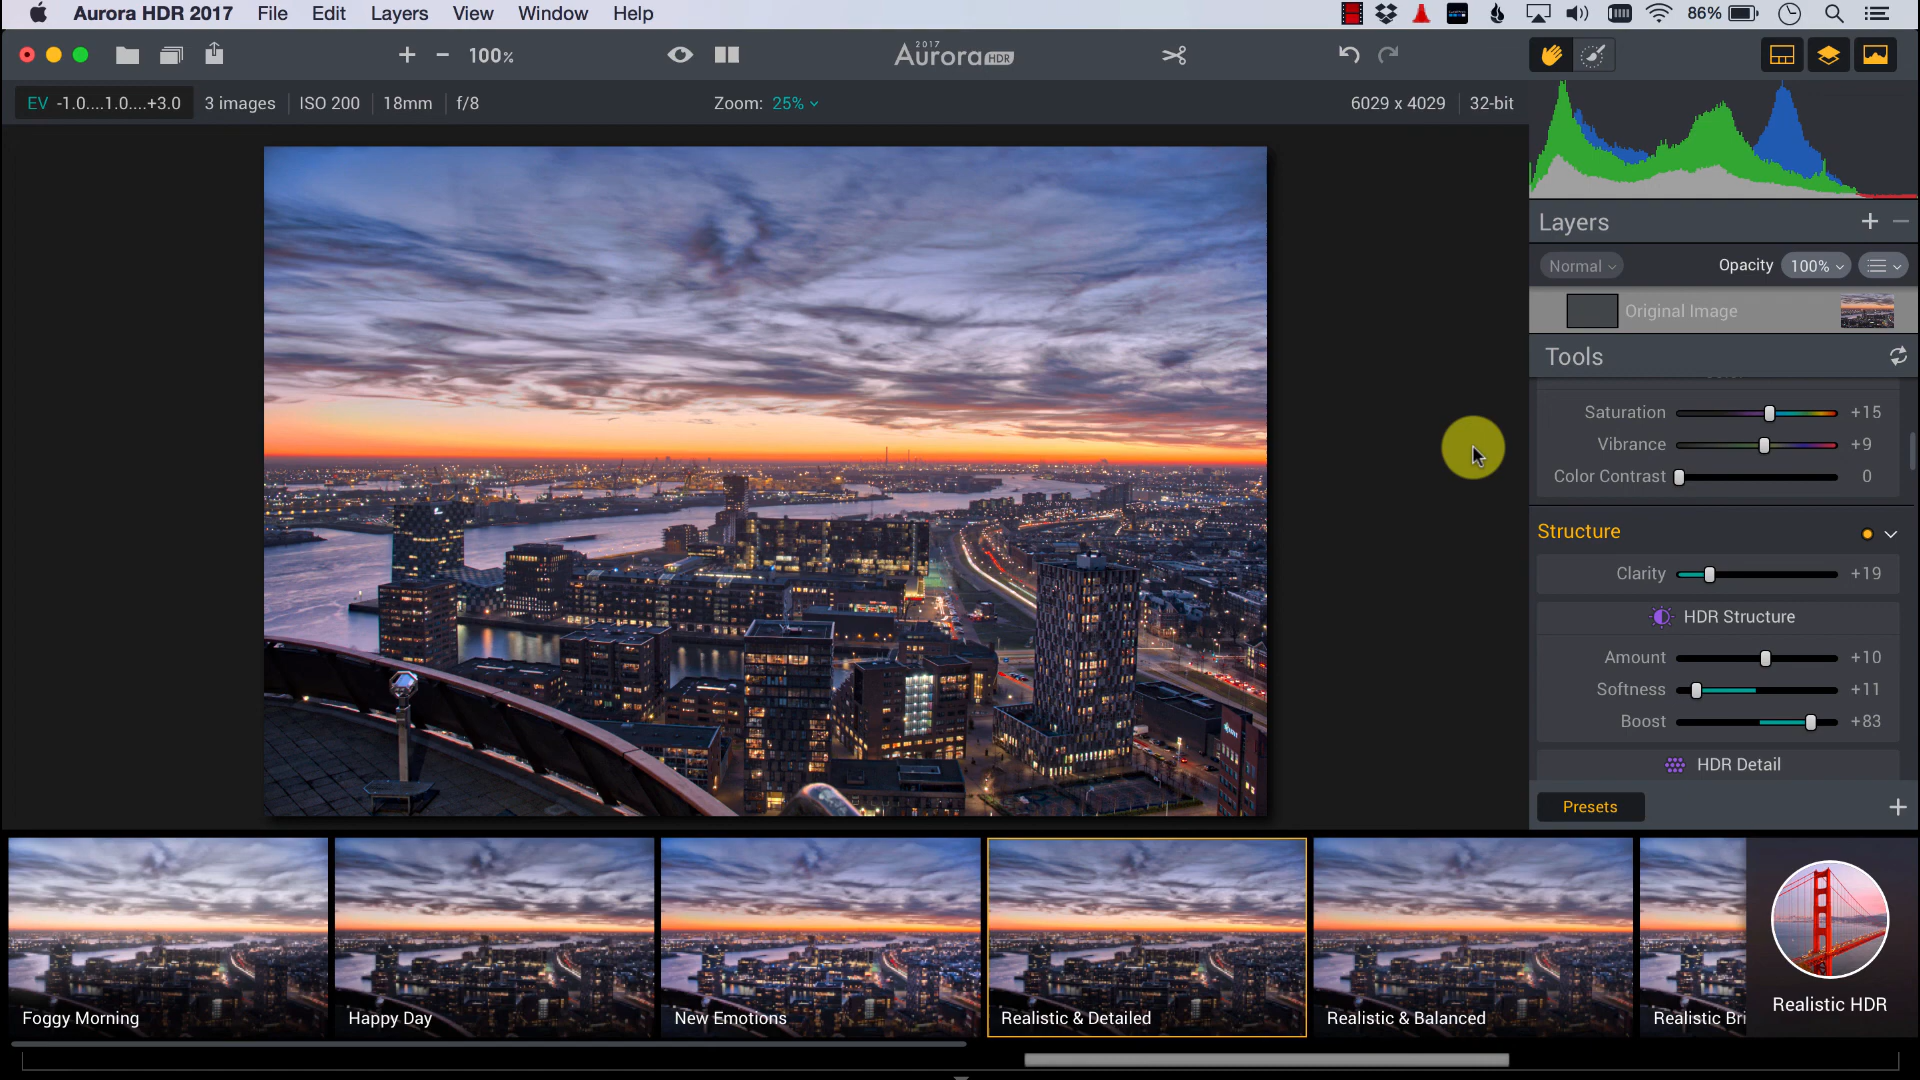 Aurora HDR 2017 File Edit Layers View Window Help 86%
100% 2017 Aurora HDR
EV -1.0....1.0....+3.0 3 images ISO 200 18mm f/8 Zoom: 25% 6029 x 4029 32-bit
Layers
Normal Opacity 100%
Original Image
Tools
Saturation +15
Vibrance +9
Color Contrast 0
Structure
Clarity +19
HDR Structure
Amount +10
Softness +11
Boost +83
HDR Detail
Presets
Foggy Morning Happy Day New Emotions Realistic & Detailed Realistic & Balanced Realistic Bri Realistic HDR